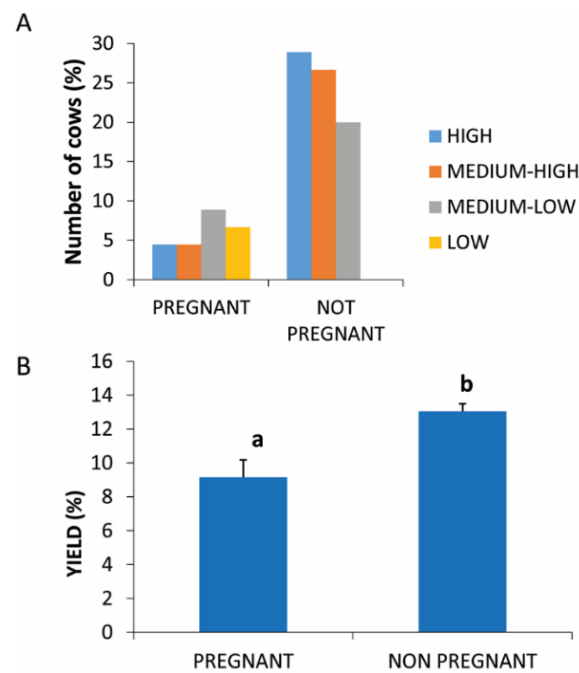 A
Number of cows (%)
30
25
20
15
10
5
0
PREGNANT
NOT
PREGNANT
HIGH
MEDIUM-HIGH
MEDIUM-LOW
LOW
B
YIELD (%)
16
14
12
10
8
6
4
2
0
a
b
PREGNANT
NON PREGNANT